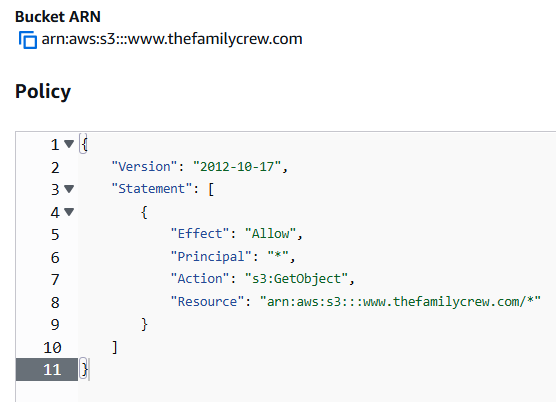 Bucket ARN
arn:aws:s3:::www.thefamilycrew.com
Policy
1 {
2 "Version": "2012-10-17",
3 "Statement": [
4 {
5 "Effect": "Allow",
6 "Principal": "*",
7 "Action": "s3:GetObject",
8 "Resource": "arn:aws:s3:::www.thefamilycrew.com/*"
9 }
10 ]
11 }